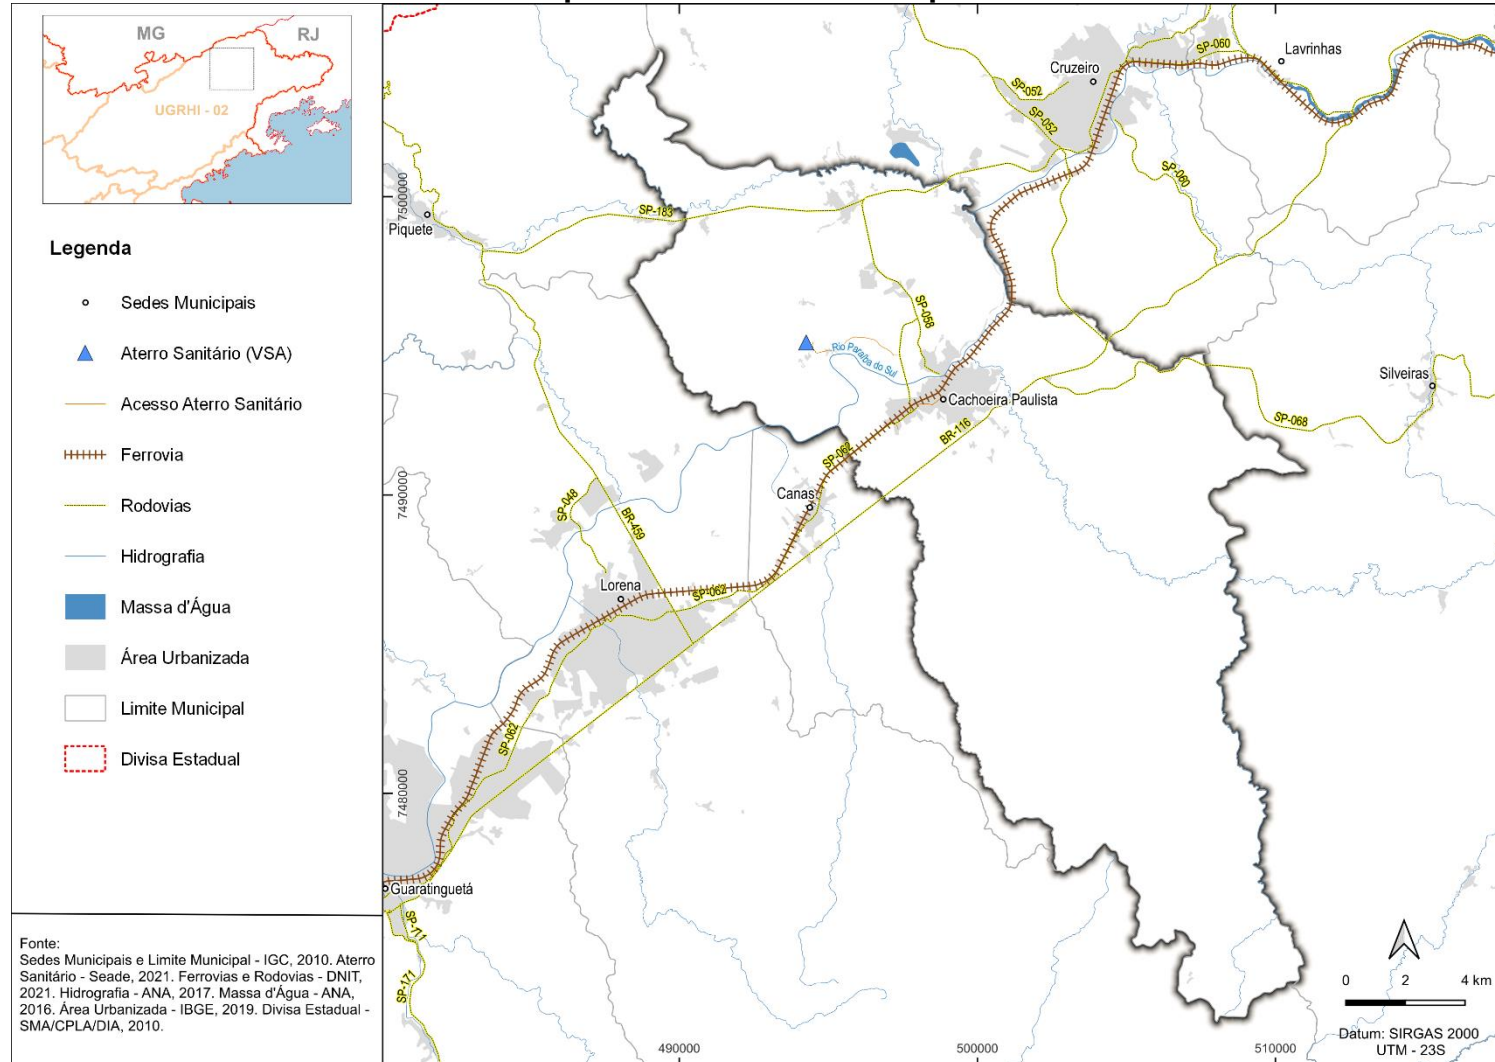 MG
RJ
UGRHI - 02
Legenda
Sedes Municipais
Aterro Sanitário (VSA)
Acesso Aterro Sanitário
Ferrovia
Rodovias
Hidrografia
Massa d'Água
Área Urbanizada
Limite Municipal
Divisa Estadual
Fonte:
Sedes Municipais e Limite Municipal - IGC, 2010. Aterro
Sanitário - Seade, 2021. Ferrovias e Rodovias - DNIT,
2021. Hidrografia - ANA, 2017. Massa d'Água - ANA,
2016. Área Urbanizada - IBGE, 2019. Divisa Estadual -
SMA/CPLA/DIA, 2010.
SP-060
Lavrinhas
Cruzeiro
SP-052
SP-052
SP-060
7500000
SP-183
Piquete
SP-058
Rio Paraíba do Sul
Silveiras
Cachoeira Paulista
SP-068
BR-116
SP-062
7490000
Canas
SP-048
BR-459
Lorena
SP-062
SP-062
7480000
Guaratinguetá
SP-171
SP-171
0 2 4 km
Datum: SIRGAS 2000
UTM - 23S
490000
500000
510000